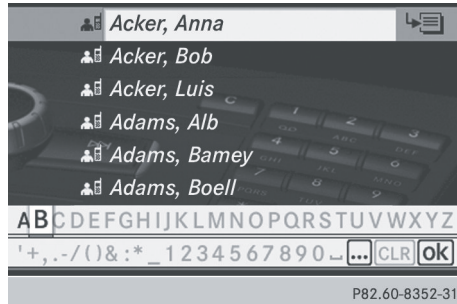 Acker, Anna
Acker, Bob
Acker, Luis
Adams, Alb
Adams, Bamey
Adams, Boell
ABCDEFGHIJKLMNOPQRSTUVWXYZ
'+,.-/()&:*_1234567890⎵...CLR ok
P82.60-8352-31